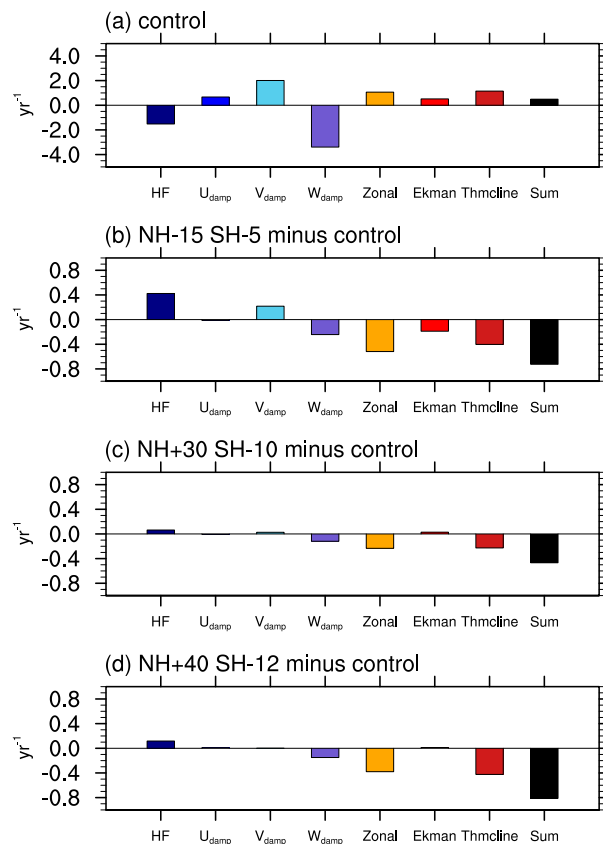 (a) control
4.0
2.0
0.0
-2.0
-4.0
yr-1
HF Udamp Vdamp Wdamp Zonal Ekman Thmcline Sum
(b) NH-15 SH-5 minus control
0.8
0.4
0.0
-0.4
-0.8
yr-1
HF Udamp Vdamp Wdamp Zonal Ekman Thmcline Sum
(c) NH+30 SH-10 minus control
0.8
0.4
0.0
-0.4
-0.8
yr-1
HF Udamp Vdamp Wdamp Zonal Ekman Thmcline Sum
(d) NH+40 SH-12 minus control
0.8
0.4
0.0
-0.4
-0.8
yr-1
HF Udamp Vdamp Wdamp Zonal Ekman Thmcline Sum